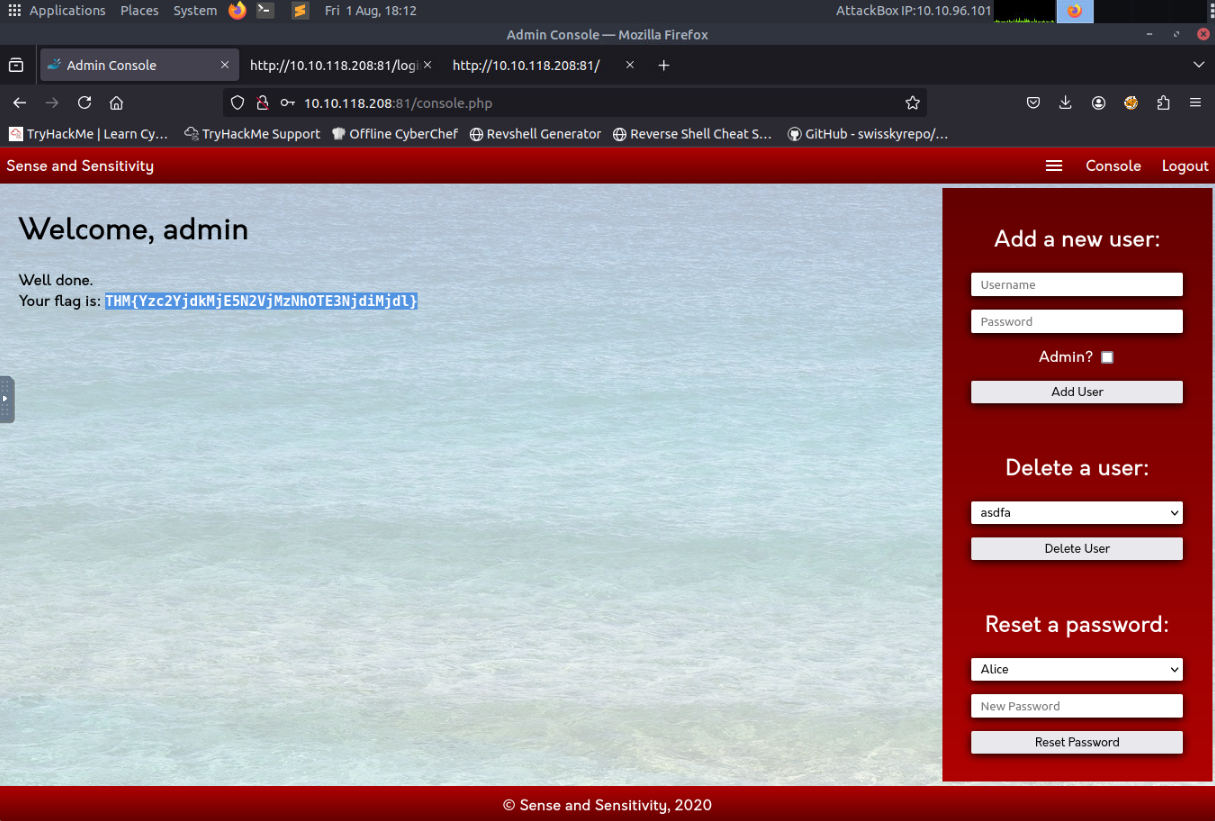 Applications Places System Fri 1 Aug, 18:12 AttackBox IP:10.10.96.101
Admin Console — Mozilla Firefox
Admin Console http://10.10.118.208:81/logi http://10.10.118.208:81/
10.10.118.208:81/console.php
TryHackMe | Learn Cy… TryHackMe Support Offline CyberChef Revshell Generator Reverse Shell Cheat S… GitHub - swisskyrepo/…
Sense and Sensitivity Console Logout
Welcome, admin
Well done.
Your flag is: THM{Yzc2YjdkMjE5N2VjMzNhOTE3NjdiMjdl}
Add a new user:
Username
Password
Admin?
Add User
Delete a user:
asdfa
Delete User
Reset a password:
Alice
New Password
Reset Password
© Sense and Sensitivity, 2020